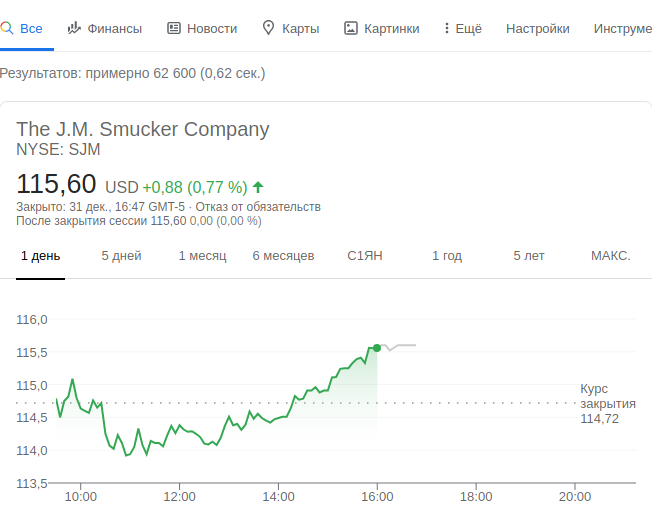 Все Финансы Новости Карты Картинки Ещё Настройки Инструме
Результатов: примерно 62 600 (0,62 сек.)
The J.M. Smucker Company
NYSE: SJM
115,60 USD +0,88 (0,77 %)
Закрыто: 31 дек., 16:47 GMT-5 · Отказ от обязательств
После закрытия сессии 115,60 0,00 (0,00 %)
1 день 5 дней 1 месяц 6 месяцев С1ЯН 1 год 5 лет МАКС.
116,0
115,5
115,0
114,5
114,0
113,5
Курс
закрытия
114,72
10:00 12:00 14:00 16:00 18:00 20:00